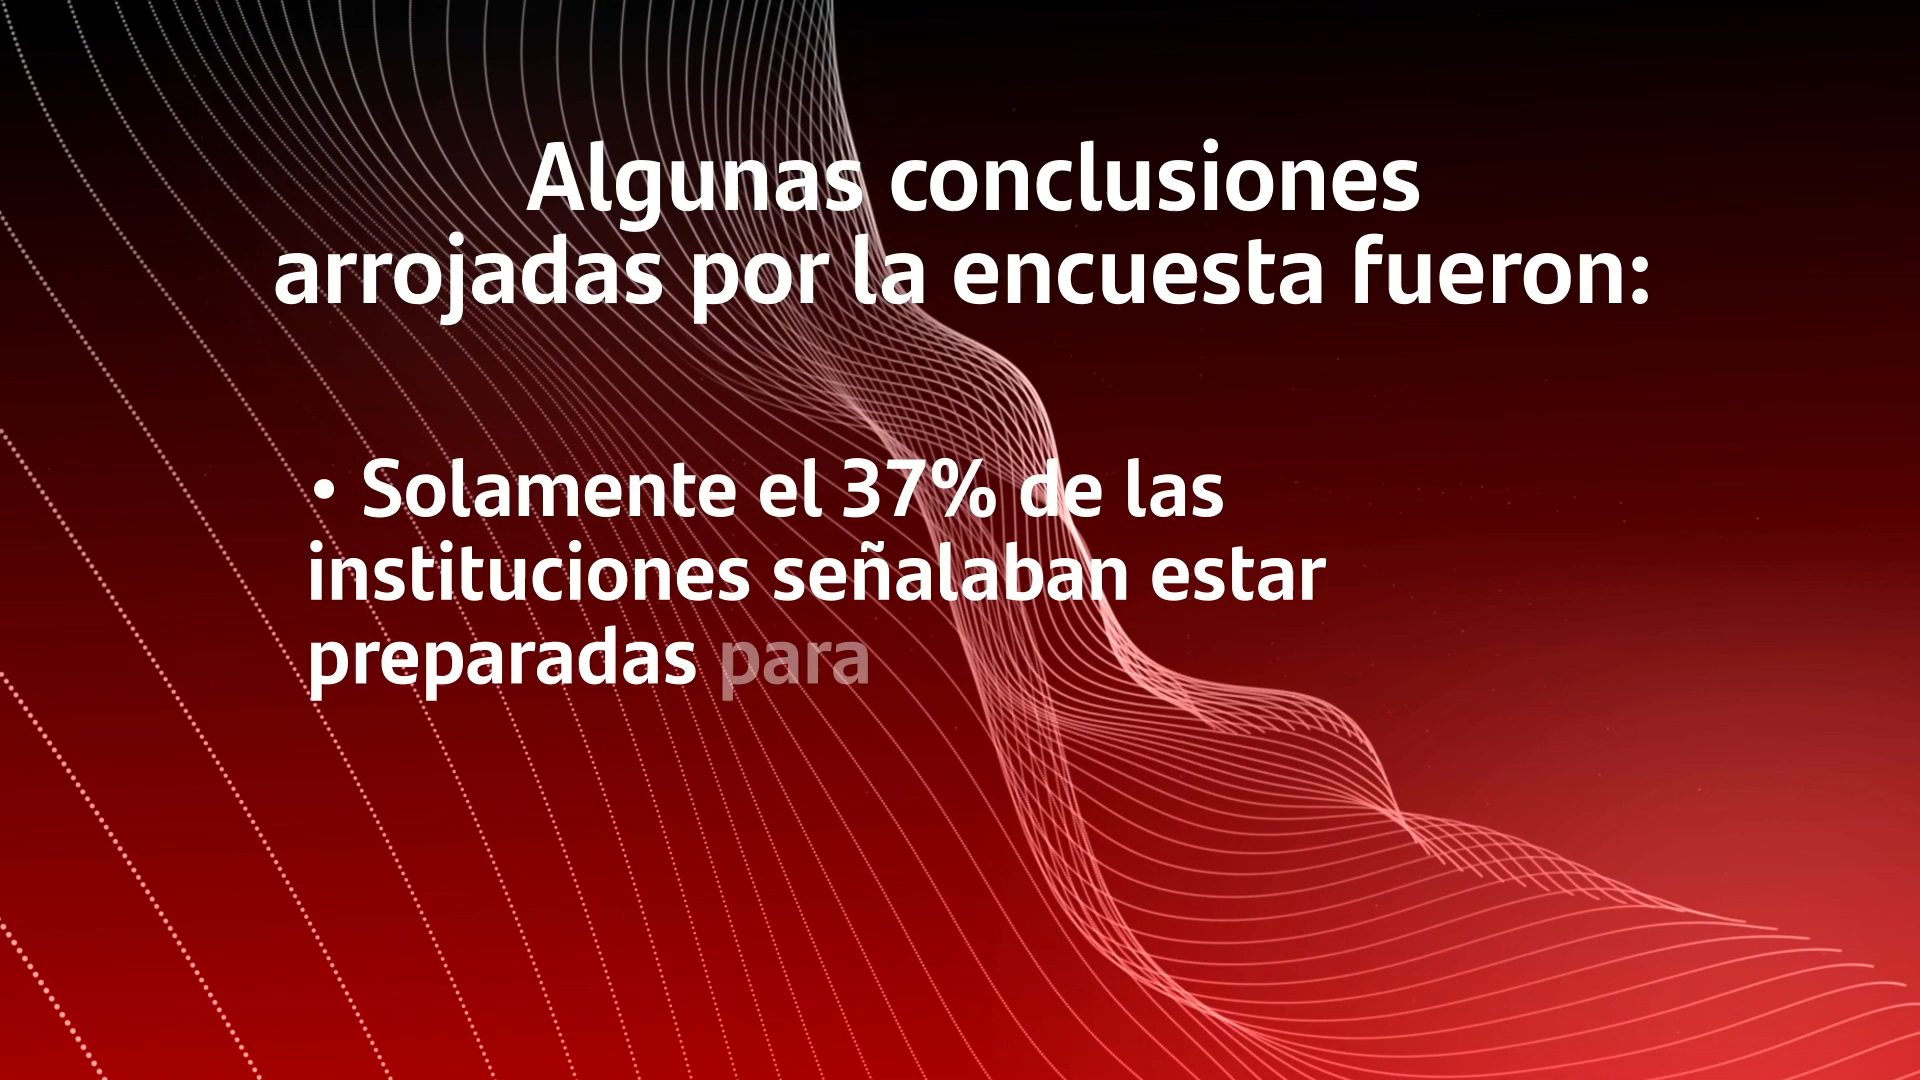 Algunas conclusiones
arrojadas por la encuesta fueron:
• Solamente el 37% de las
instituciones señalaban estar
preparadas para